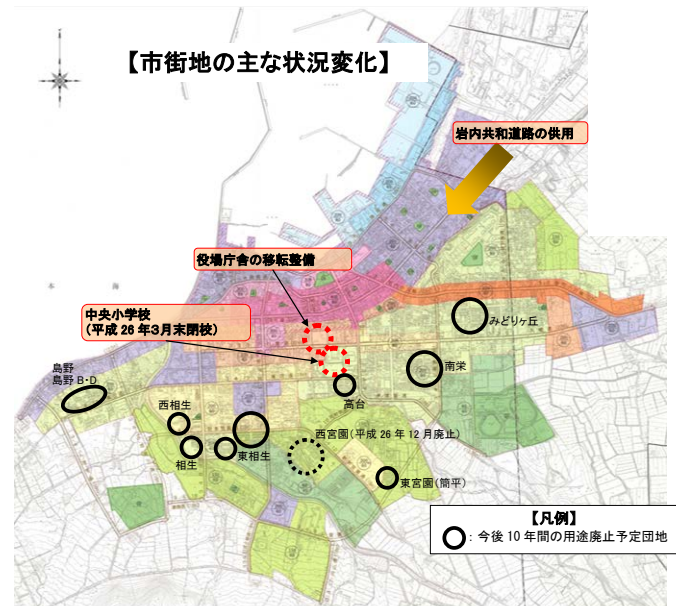 【市街地の主な状況変化】
岩内共和道路の供用
役場庁舎の移転整備
中央小学校
(平成26年3月末閉校)
みどりヶ丘
南栄
島野
島野B・D
高台
西相生
西宮園(平成26年12月廃止)
相生
東相生
東宮園(簡平)
【凡例】
:今後10年間の用途廃止予定団地